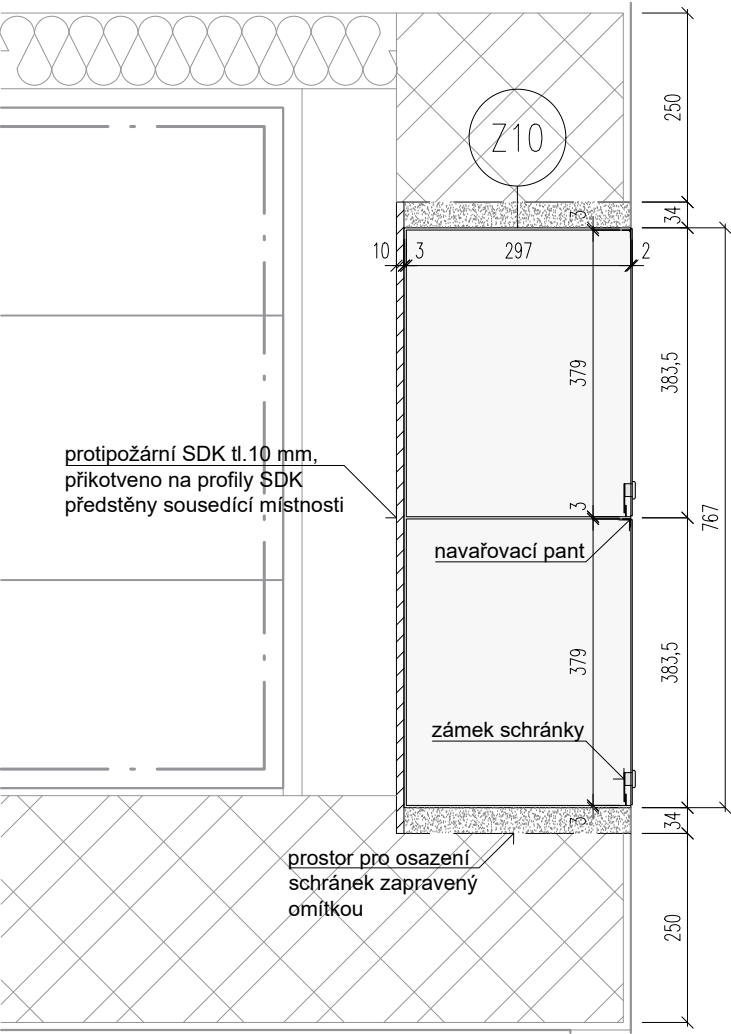 250
Z10
34
3
10
3
297
2
379
383,5
protipožární SDK tl.10 mm,
přikotveno na profily SDK
předstěny sousedící místnosti
3
767
navařovací pant
379
383,5
zámek schránky
3
34
prostor pro osazení
schránek zapravený
omítkou
250